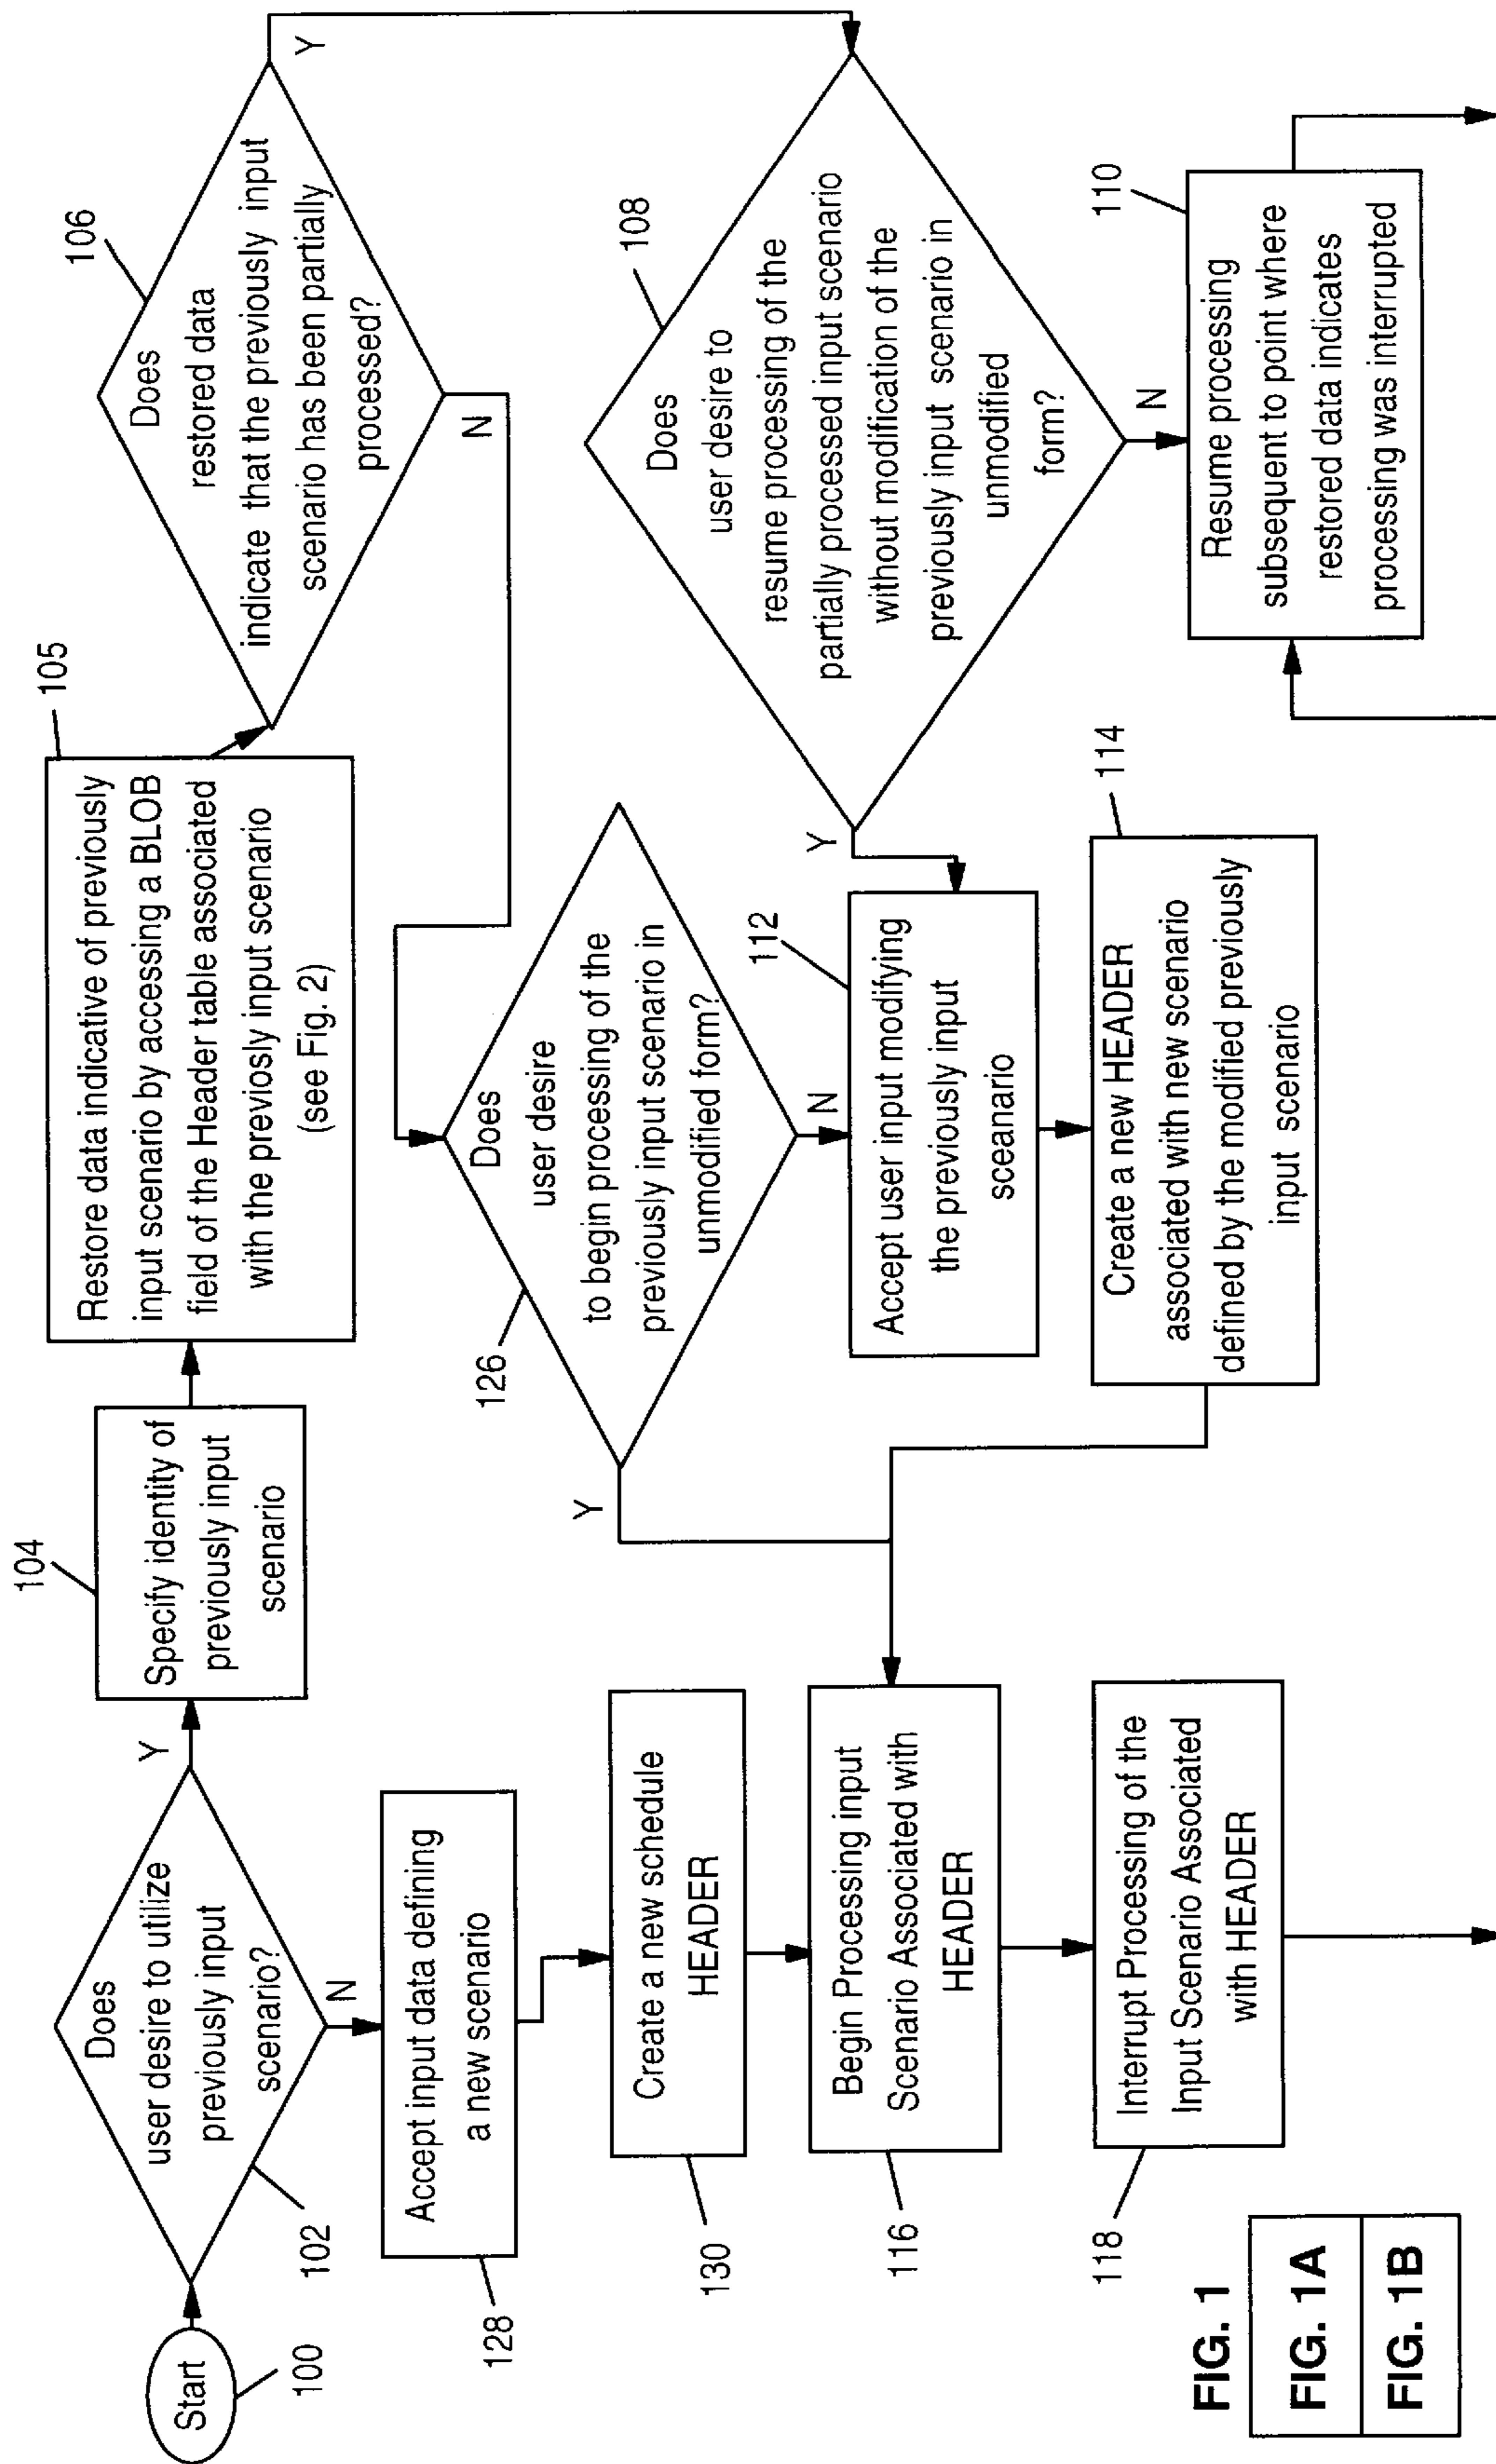 Start
100
Does
user desire to utilize
previously input
scenario?
102
Y
N
Specify identity of
previously input
scenario
104
Restore data indicative of previously
input scenario by accessing a BLOB
field of the Header table associated
with the previosly input scenario
(see Fig. 2)
105
Does
restored data
indicate that the previously input
scenario has been partially
processed?
106
Y
N
Accept input data defining
a new scenario
128
Does
user desire
to begin processing of the
previously input scenario in
unmodified form?
126
Y
N
Does
user desire to
resume processing of the
partially processed input scenario
without modification of the
previously input scenario in
unmodified
form?
108
Y
N
Create a new schedule
HEADER
130
Accept user input modifying
the previously input
sceanario
112
Begin Processing input
Scenario Associated with
HEADER
116
Create a new HEADER
associated with new scenario
defined by the modified previously
input scenario
114
Resume processing
subsequent to point where
restored data indicates
processing was interrupted
110
Interrupt Processing of the
Input Scenario Associated
with HEADER
118
FIG. 1
FIG. 1A
FIG. 1B